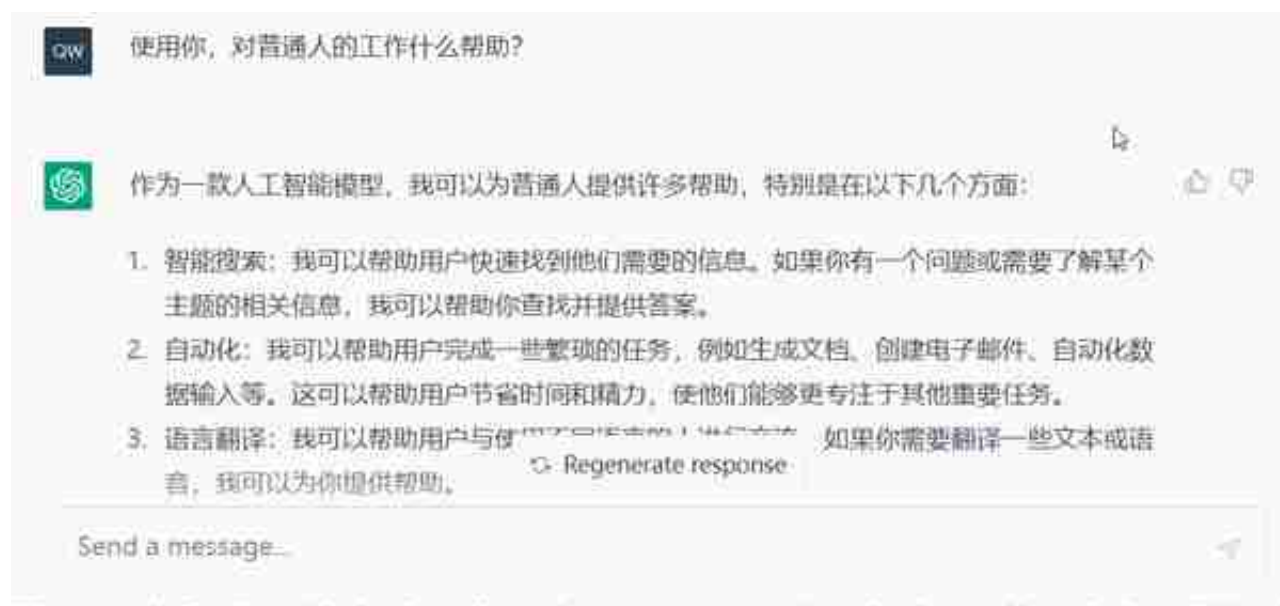 QW
使用你，对普通人的工作什么帮助？
作为一款人工智能模型，我可以为普通人提供许多帮助，特别是在以下几个方面：
1. 智能搜索：我可以帮助用户快速找到他们需要的信息。如果你有一个问题或需要了解某个
主题的相关信息，我可以帮助你查找并提供答案。
2. 自动化：我可以帮助用户完成一些繁琐的任务，例如生成文档、创建电子邮件、自动化数
据输入等。这可以帮助用户节省时间和精力，使他们能够更专注于其他重要任务。
3. 语言翻译：我可以帮助用户与使 如果你需要翻译一些文本或语
音，我可以为你提供帮助。
Regenerate response
Send a message...